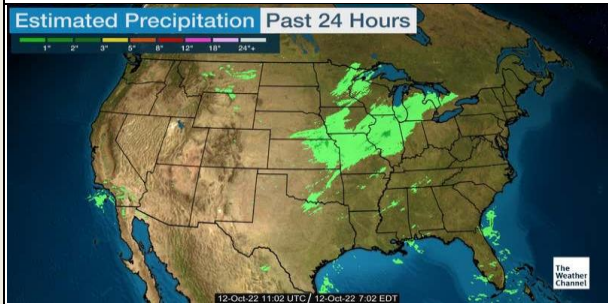 Estimated Precipitation Past 24 Hours
1" 2" 3" 5" 8" 12" 18" 24"+
The
Weather
Channel
12-Oct-22 11:02 UTC / 12-Oct-22 7:02 EDT